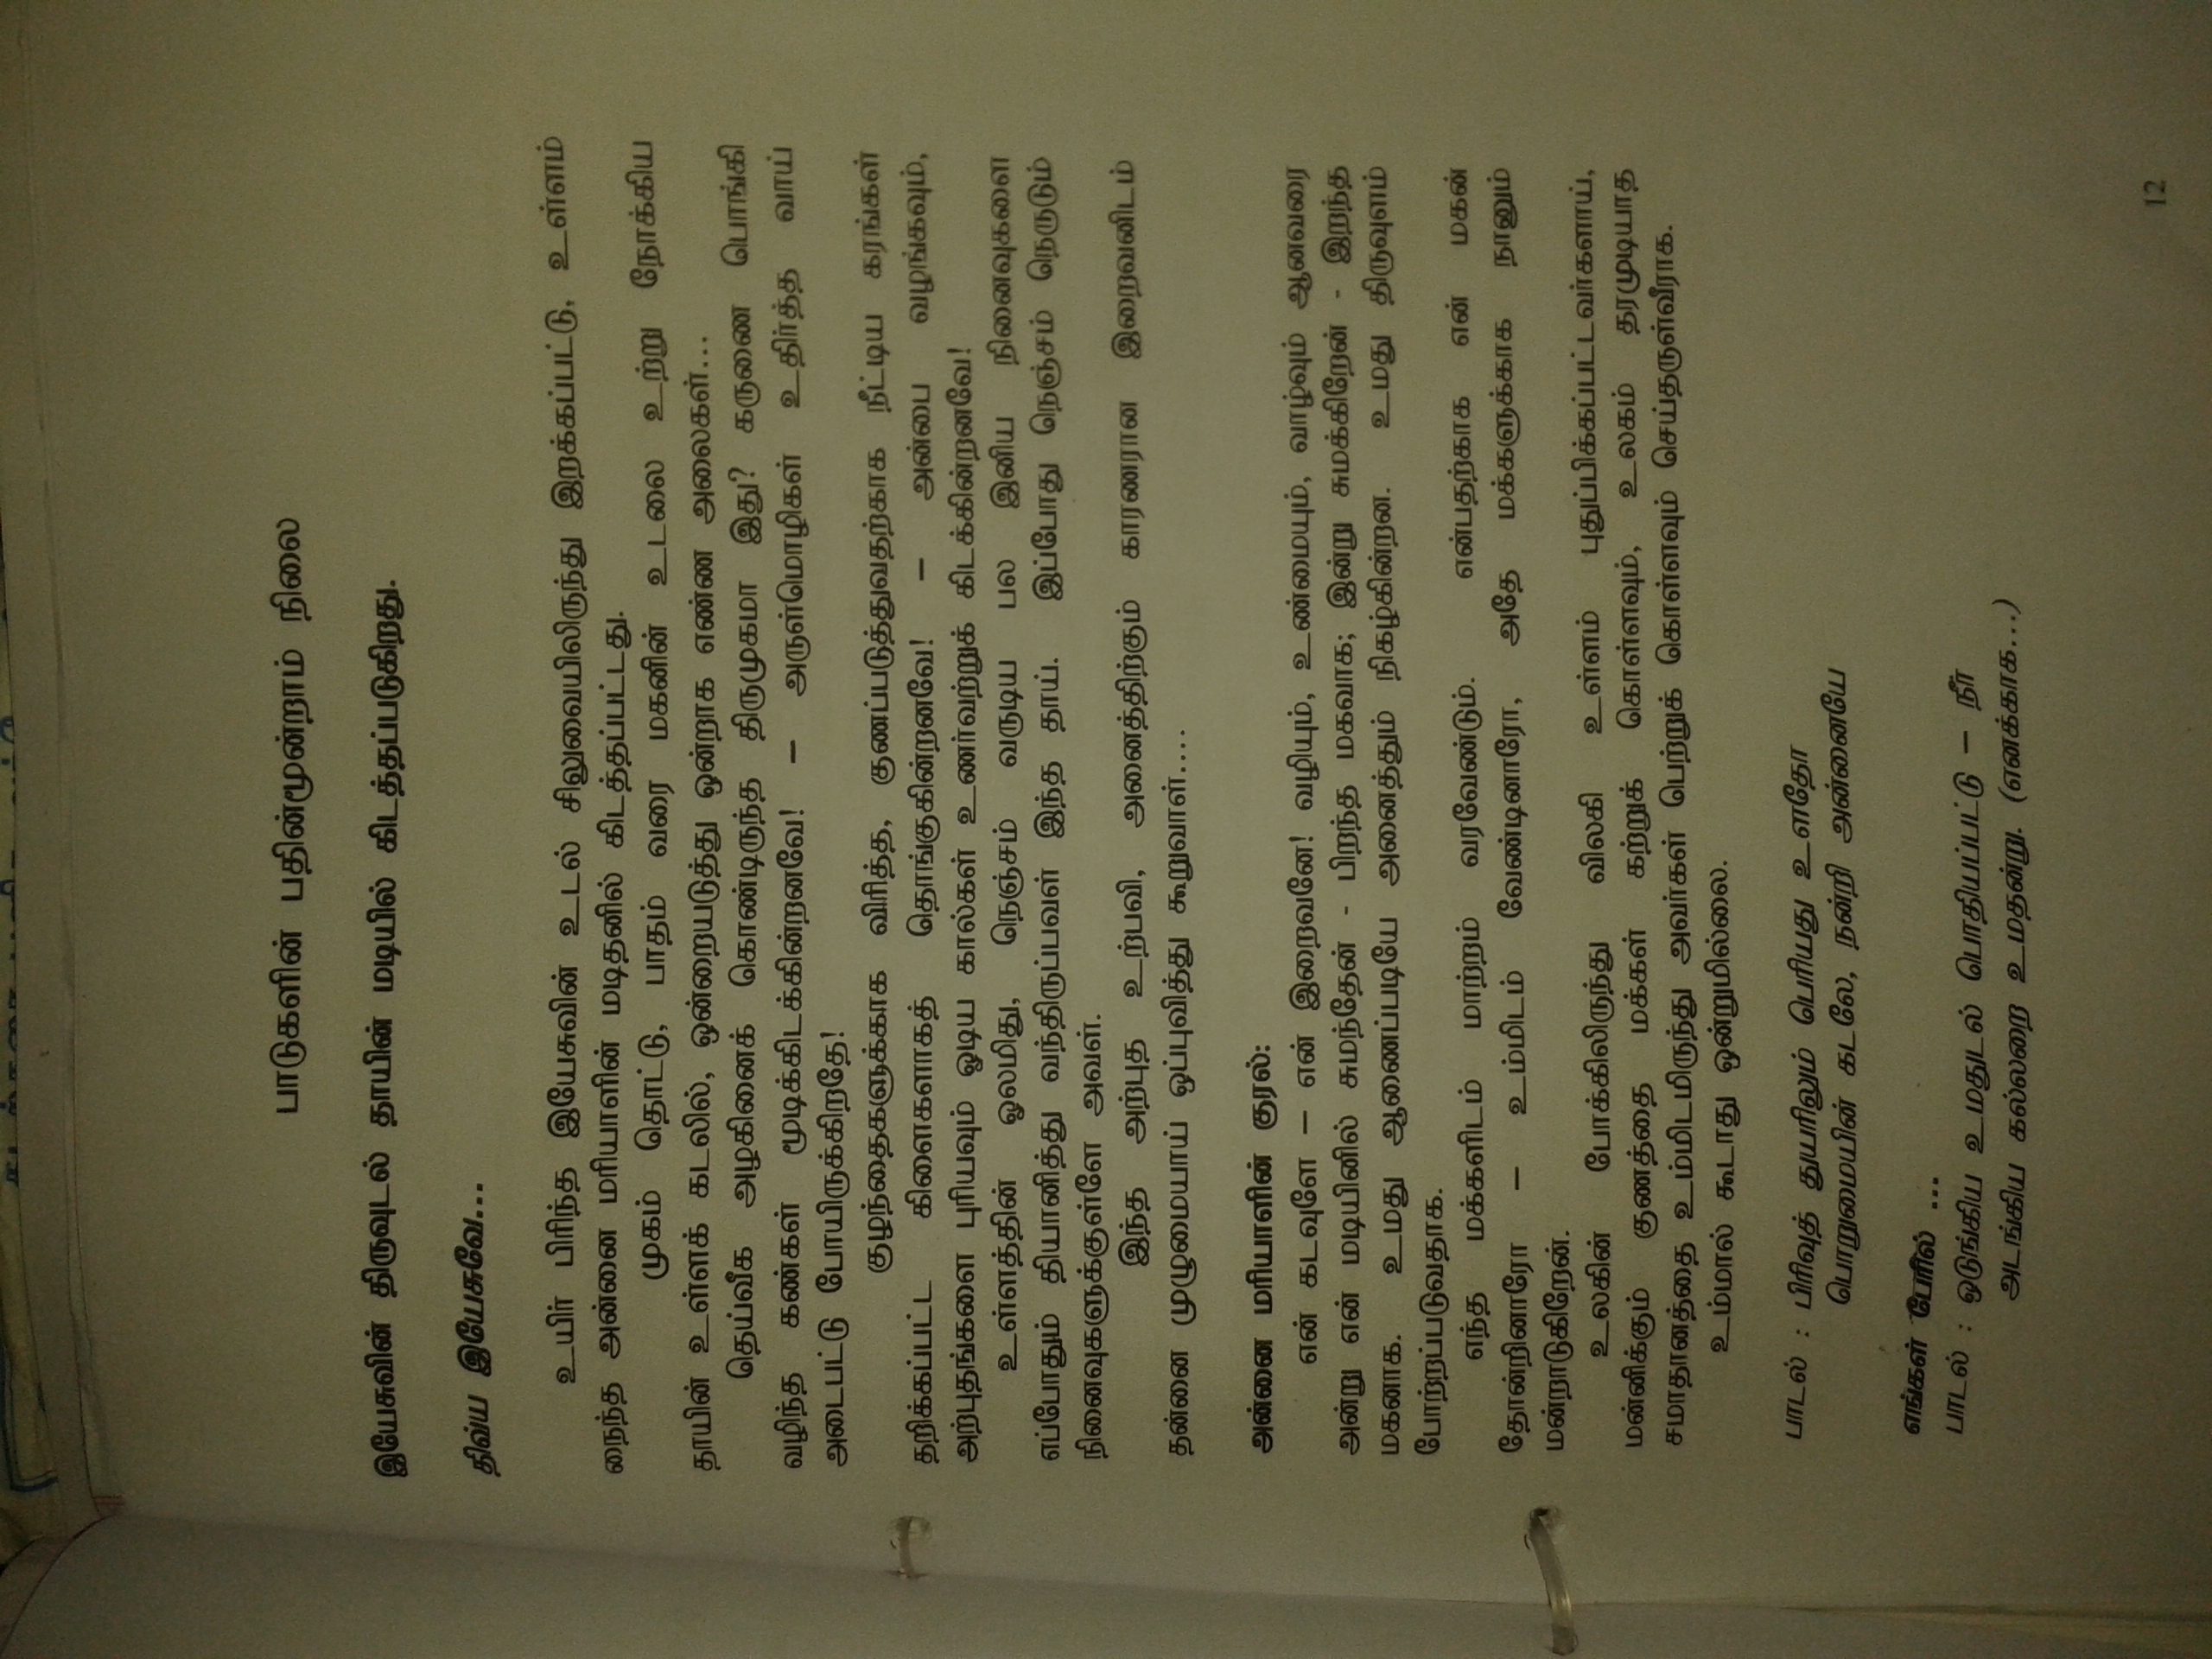 பாடுகளின் பதின்மூன்றாம் நிலை
இயேசுவின் திருவுடல் தாயின் மடியில் கிடத்தப்படுகிறது.
திவ்ய இயேசுவே...
உயிர் பிரிந்த இயேசுவின் உடல் சிலுவையிலிருந்து இறக்கப்பட்டு, உள்ளம்
நைந்த அன்னை மரியாளின் மடிதனில் கிடத்தப்பட்டது.
முகம் தொட்டு, பாதம் வரை மகனின் உடலை உற்று நோக்கிய
தாயின் உள்ளக் கடலில், ஒன்றையடுத்து ஒன்றாக எண்ண அலைகள்...
தெய்வீக அழகினைக் கொண்டிருந்த திருமுகமா இது? கருணை பொங்கி
வழிந்த கண்கள் மூடிக்கிடக்கின்றனவே! – அருள்மொழிகள் உதிர்த்த வாய்
அடைபட்டு போயிருக்கிறதே!
குழந்தைகளுக்காக விரித்த, குணப்படுத்துவதற்காக நீட்டிய கரங்கள்
தறிக்கப்பட்ட கிளைகளாகத் தொங்குகின்றனவே! – அன்பை வழங்கவும்,
அற்புதங்களை புரியவும் ஓடிய கால்கள் உணர்வற்றுக் கிடக்கின்றனவே!
உள்ளத்தின் ஓலமிது, நெஞ்சம் வருடிய பல இனிய நினைவுகளை
எப்போதும் தியானித்து வந்திருப்பவள் இந்த தாய். இப்போது நெஞ்சம் நெருடும்
நினைவுகளுக்குள்ளே அவள்.
இந்த அற்புத உற்பவி, அனைத்திற்கும் காரணரான இறைவனிடம்
தன்னை முழுமையாய் ஒப்புவித்து கூறுவாள்....
அன்னை மரியாளின் குரல்:
என் கடவுளே – என் இறைவனே! வழியும், உண்மையும், வாழ்வும் ஆனவரை
அன்று என் மடியினில் சுமந்தேன் - பிறந்த மகவாக; இன்று சுமக்கிறேன் - இறந்த
மகனாக. உமது ஆணைப்படியே அனைத்தும் நிகழ்கின்றன. உமது திருவுளம்
போற்றப்படுவதாக.
எந்த மக்களிடம் மாற்றம் வரவேண்டும். என்பதற்காக என் மகன்
தோன்றினாரோ – உம்மிடம் வேண்டினாரோ, அதே மக்களுக்காக நானும்
மன்றாடுகிறேன்.
உலகின் போக்கிலிருந்து விலகி உள்ளம் புதுப்பிக்கப்பட்டவர்களாய்,
மன்னிக்கும் குணத்தை மக்கள் கற்றுக் கொள்ளவும், உலகம் தரமுடியாத
சமாதானத்தை உம்மிடமிருந்து அவர்கள் பெற்றுக் கொள்ளவும் செய்தருள்வீராக.
உம்மால் கூடாது ஒன்றுமில்லை.
பாடல் : பிரிவுத் துயரிலும் பெரியது உளதோ
பொறுமையின் கடலே, நன்றி அன்னையே
எங்கள் பேரில் ...
பாடல் : ஒடுங்கிய உமதுடல் பொதியப்பட்டு – நீர்
அடங்கிய கல்லறை உமதன்று. (எனக்காக....)
12